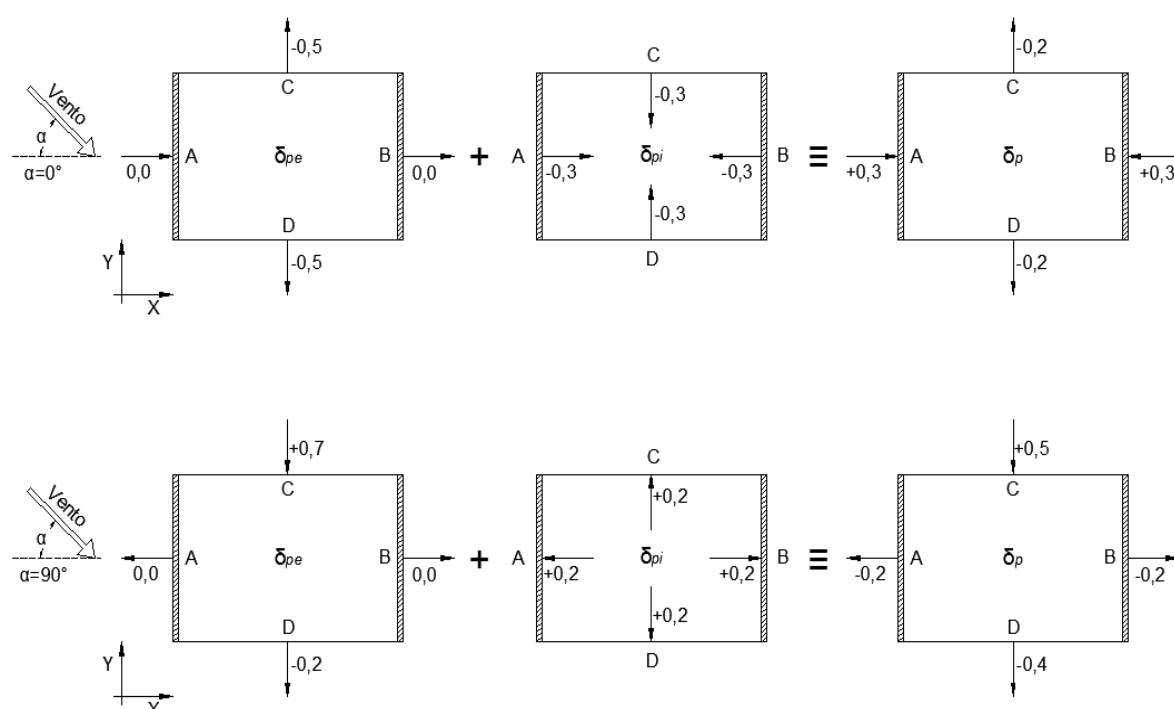 -0,5
C
-0,3
C
-0,2
C
Vento
α
α=0°
0,0
A
δpe
B
0,0
+
A
-0,3
δpi
-0,3
B
≡
+0,3
A
δp
B
+0,3
D
-0,5
-0,3
D
D
-0,2
Y
X
+0,7
C
C
+0,2
+0,5
C
Vento
α
α=90°
0,0
A
δpe
B
0,0
+
A
+0,2
δpi
+0,2
B
≡
-0,2
A
δp
B
-0,2
D
-0,2
+0,2
D
D
-0,4
Y
X